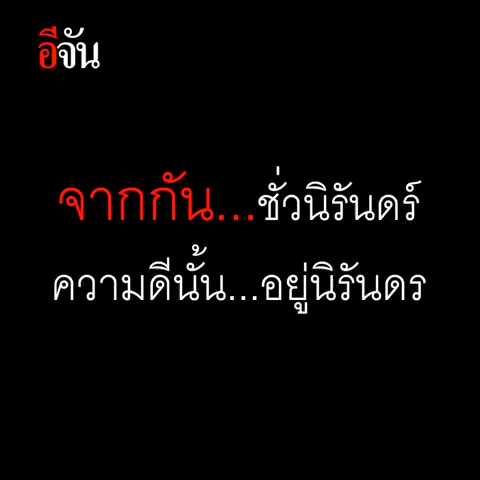 อีจัน
จากกัน...ชั่วนิรันดร์
ความดีนั้น...อยู่นิรันดร